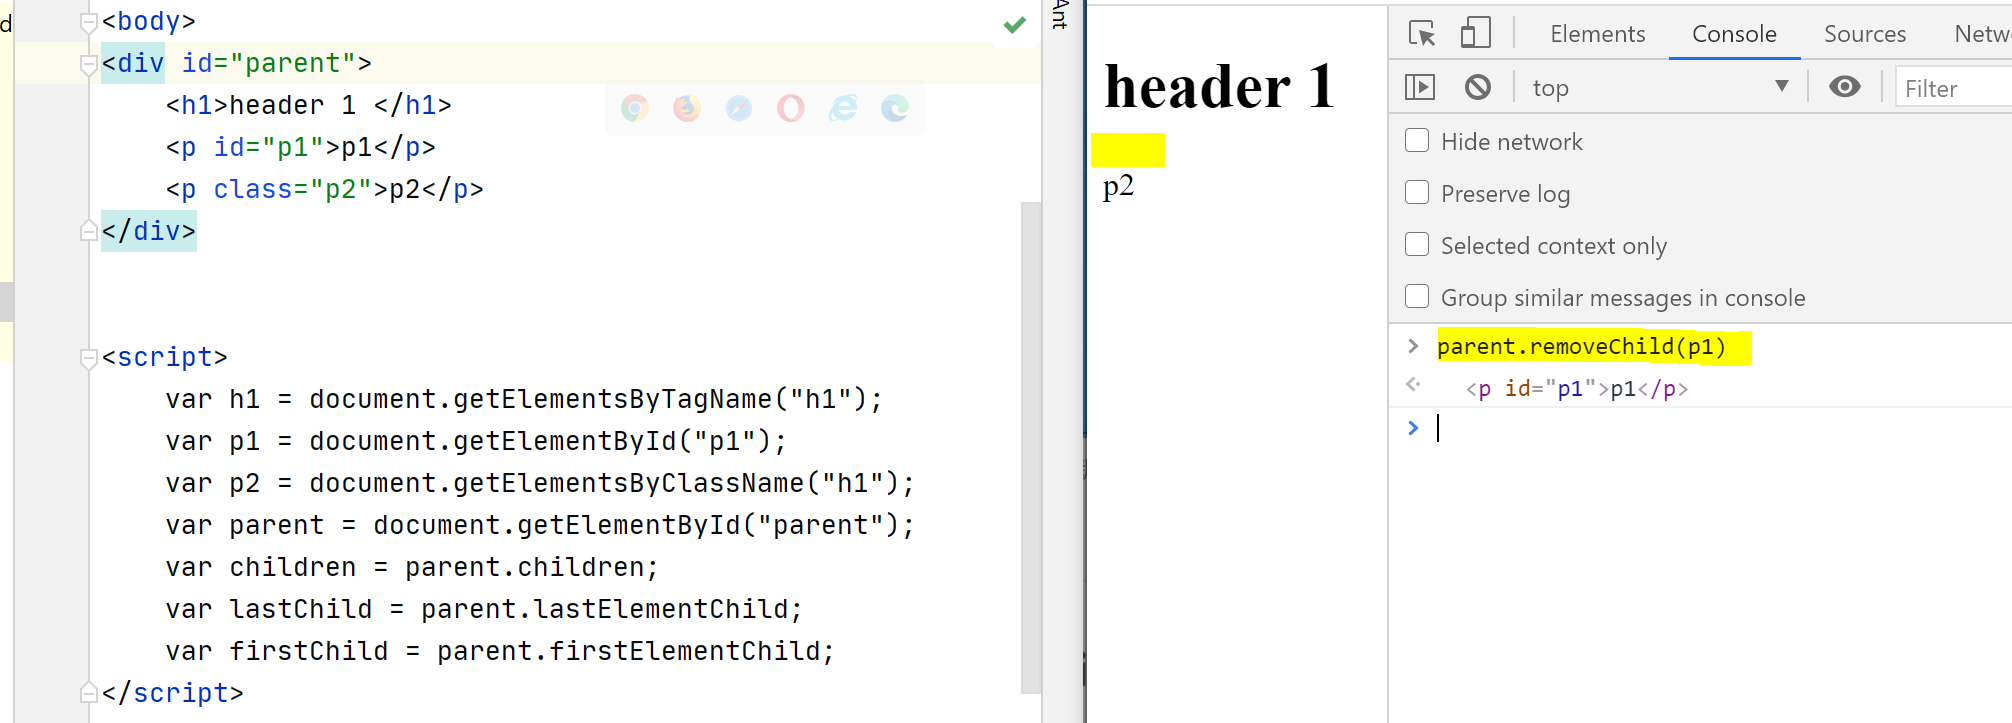 d
<body>
<div id="parent">
<h1>header 1 </h1>
<p id="p1">p1</p>
<p class="p2">p2</p>
</div>
<script>
var h1 = document.getElementsByTagName("h1");
var p1 = document.getElementById("p1");
var p2 = document.getElementsByClassName("h1");
var parent = document.getElementById("parent");
var children = parent.children;
var lastChild = parent.lastElementChild;
var firstChild = parent.firstElementChild;
</script>
Ant
header 1
p2
Elements Console Sources Netw
top Filter
Hide network
Preserve log
Selected context only
Group similar messages in console
> parent.removeChild(p1)
<p id="p1">p1</p>
>